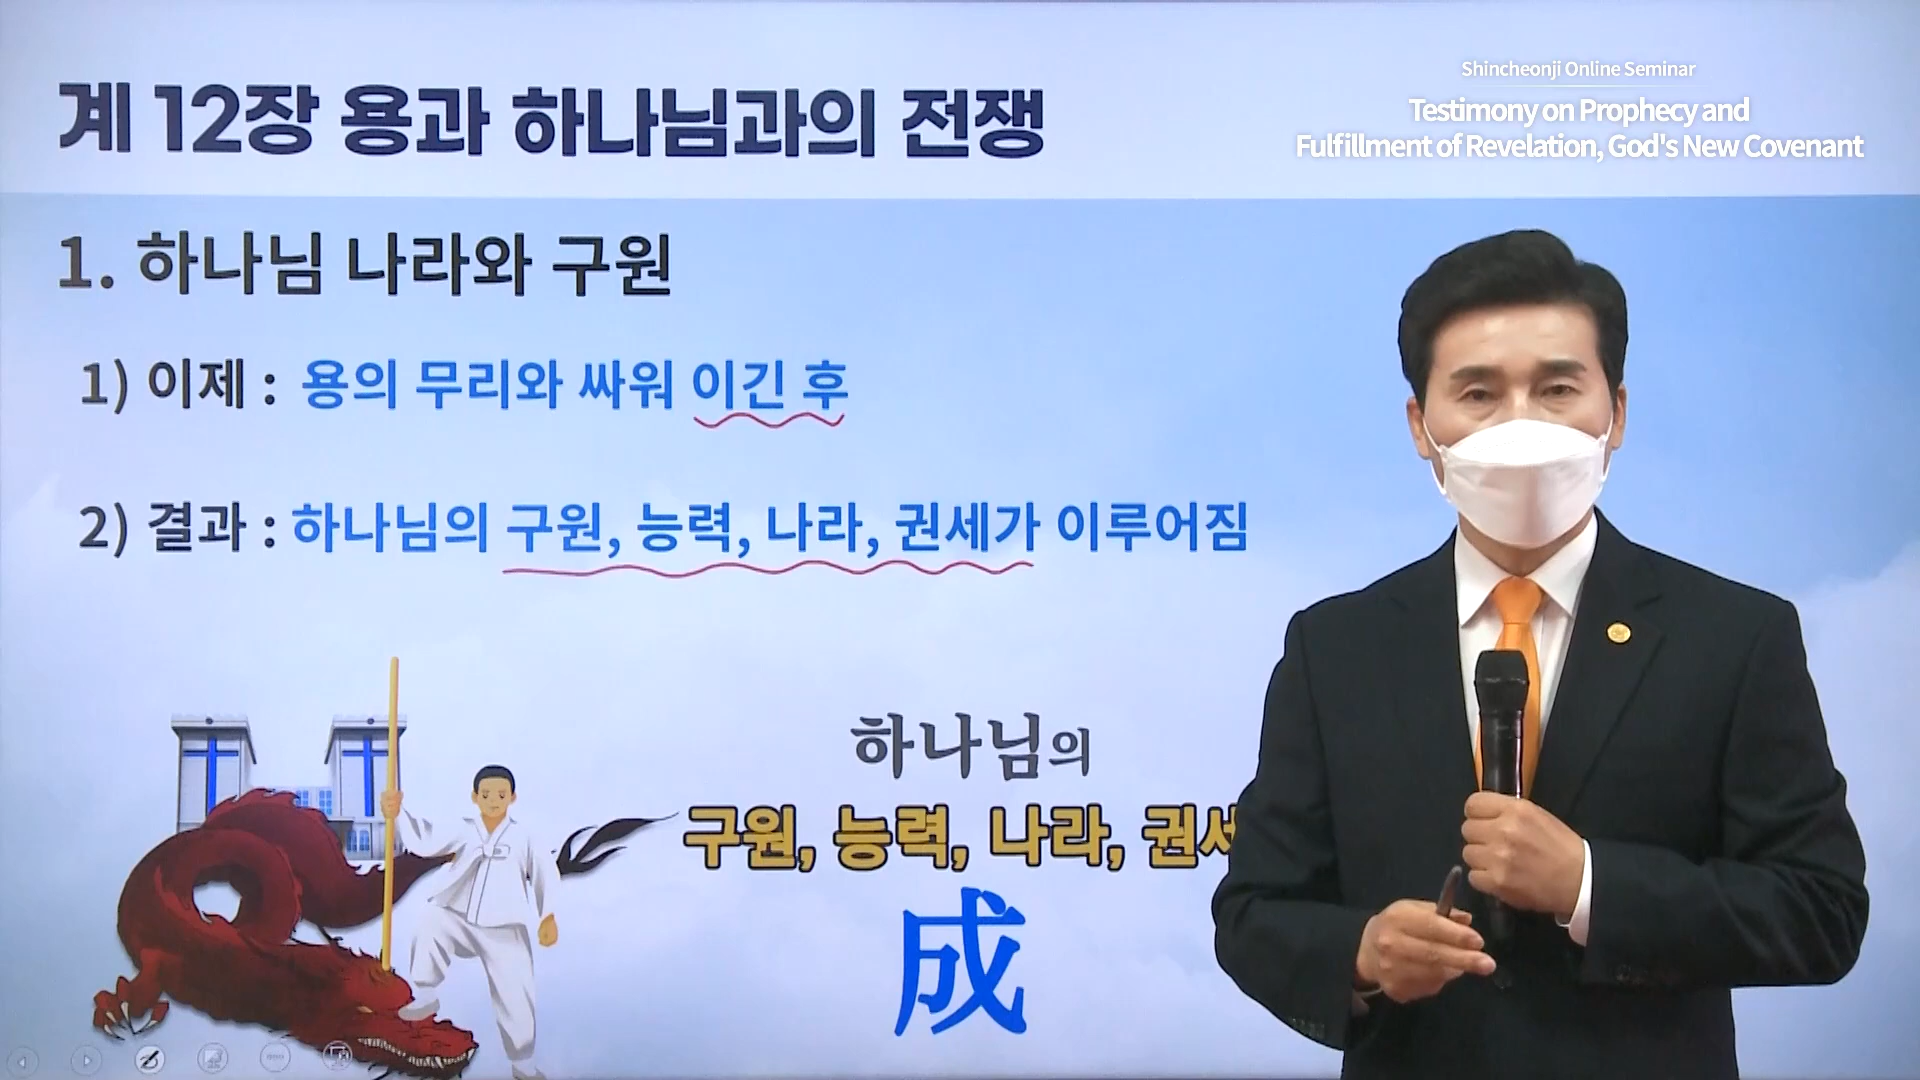 계 12장 용과 하나님과의 전쟁
Shincheonji Online Seminar
Testimony on Prophecy and
Fulfillment of Revelation, God's New Covenant
1. 하나님 나라와 구원
1) 이제 : 용의 무리와 싸워 이긴 후
2) 결과 : 하나님의 구원, 능력, 나라, 권세가 이루어짐
하나님의
구원, 능력, 나라,
成